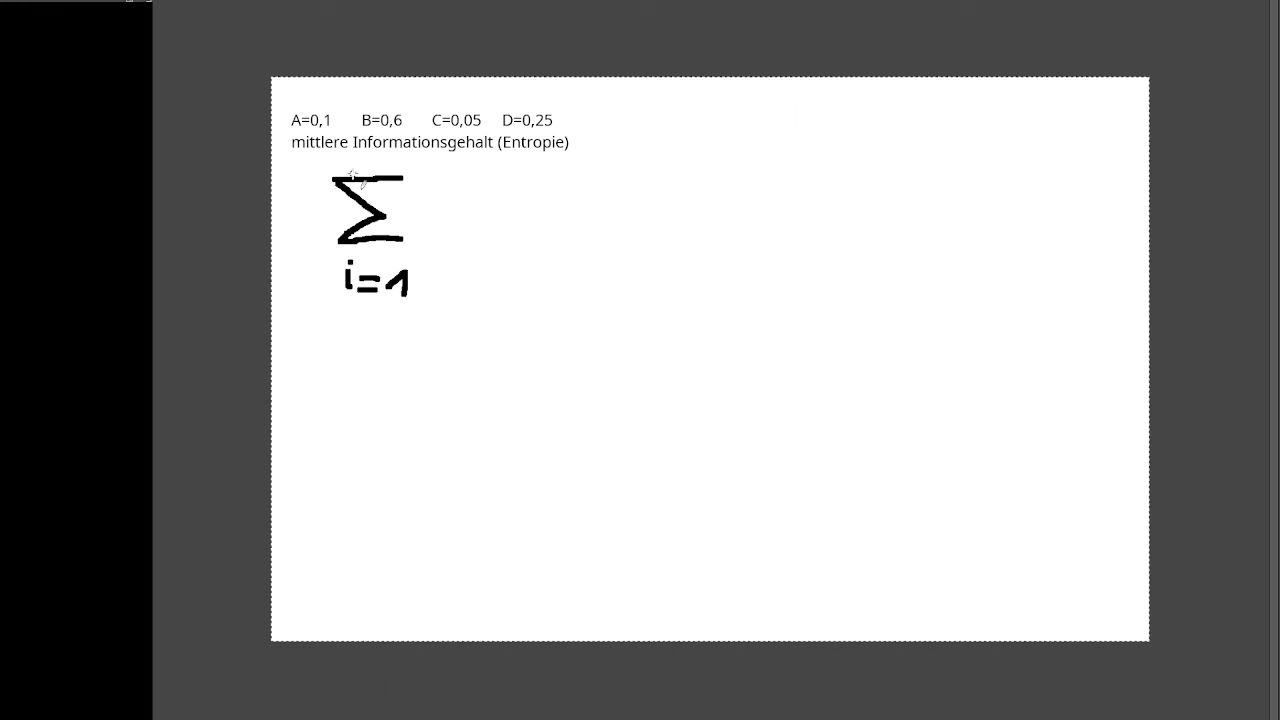 A=0,1 B=0,6 C=0,05 D=0,25
mittlere Informationsgehalt (Entropie)
Σ
i=1